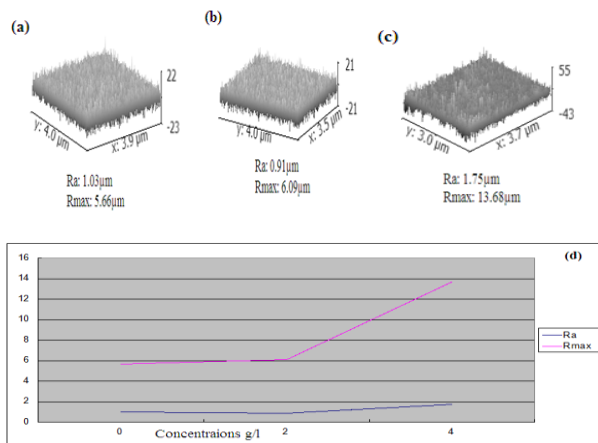 (a)
22
-23
y: 4.0 µm
x: 3.9 µm
Ra: 1.03µm
Rmax: 5.66µm
(b)
21
-21
y: 4.0 µm
x: 3.5 µm
Ra: 0.91µm
Rmax: 6.09µm
(c)
55
-43
y: 3.0 µm
x: 3.7 µm
Ra: 1.75µm
Rmax: 13.68µm
(d)
16
14
12
10
8
6
4
2
0
0
2
4
Concentraions g/l
Ra
Rmax